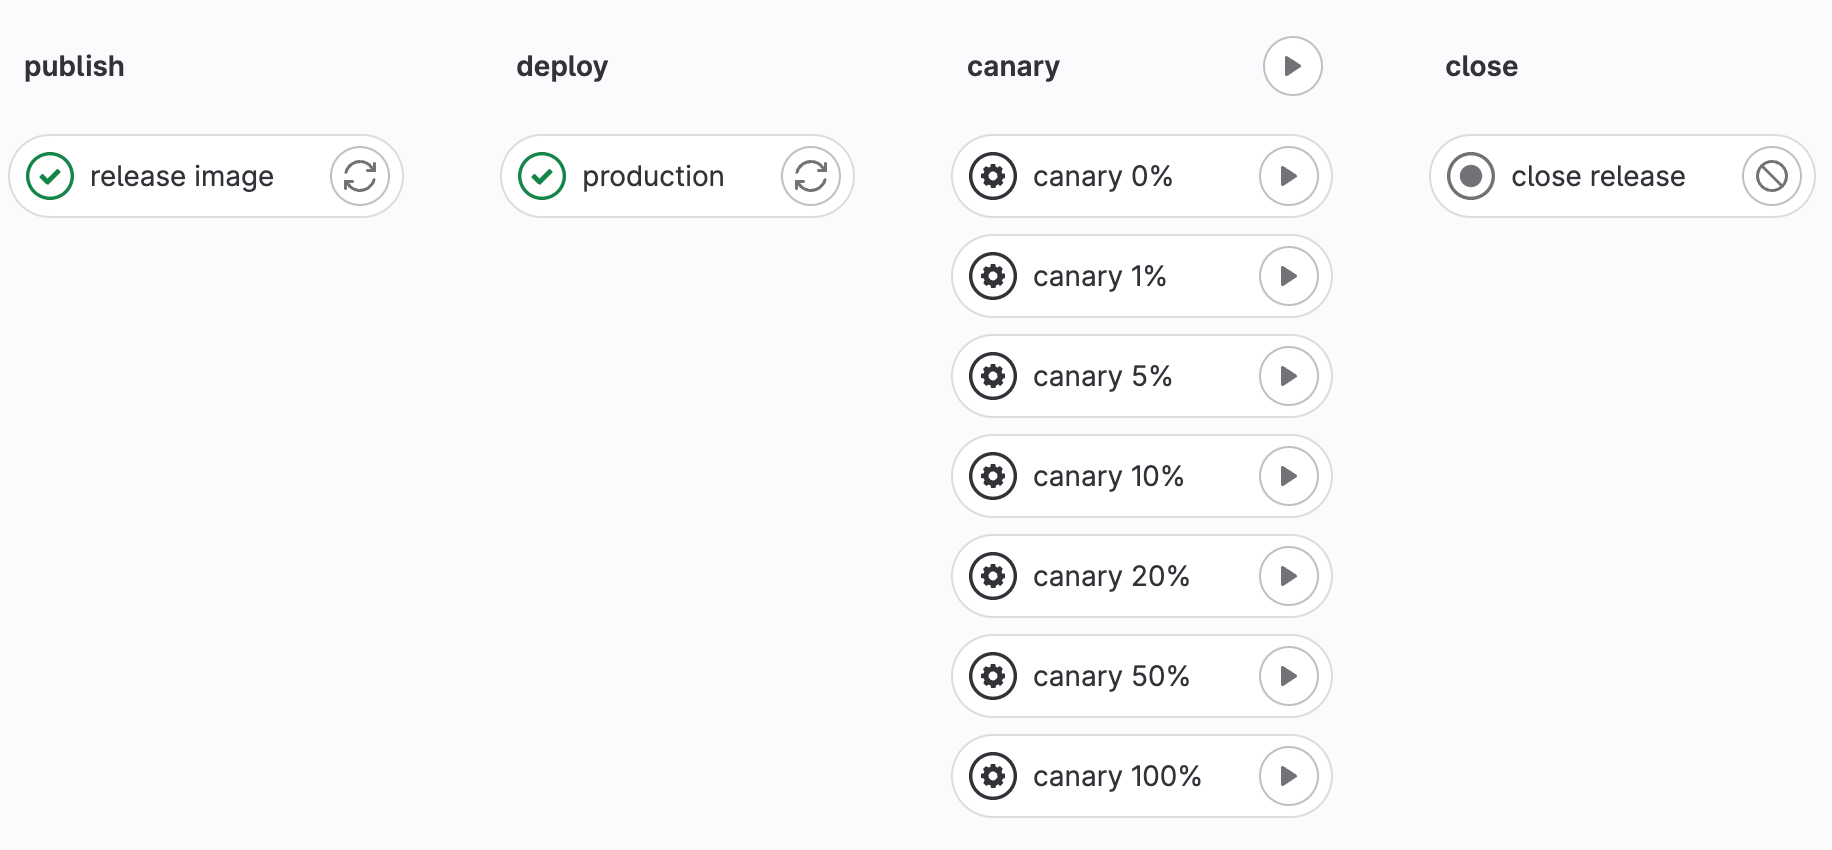 publish
release image
deploy
production
canary
canary 0%
canary 1%
canary 5%
canary 10%
canary 20%
canary 50%
canary 100%
close
close release